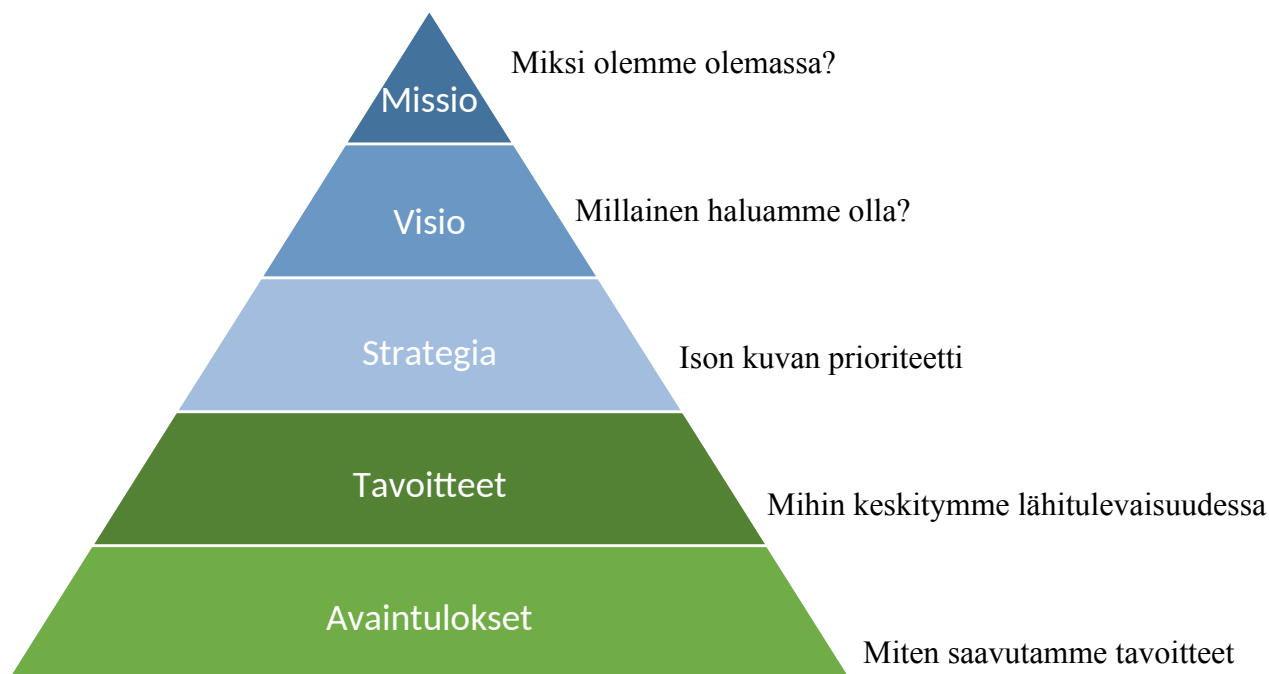 Miksi olemme olemassa?
Missio
Millainen haluamme olla?
Visio
Strategia
Ison kuvan prioriteetti
Tavoitteet
Mihin keskitymme lähitulevaisuudessa
Avaintulokset
Miten saavutamme tavoitteet